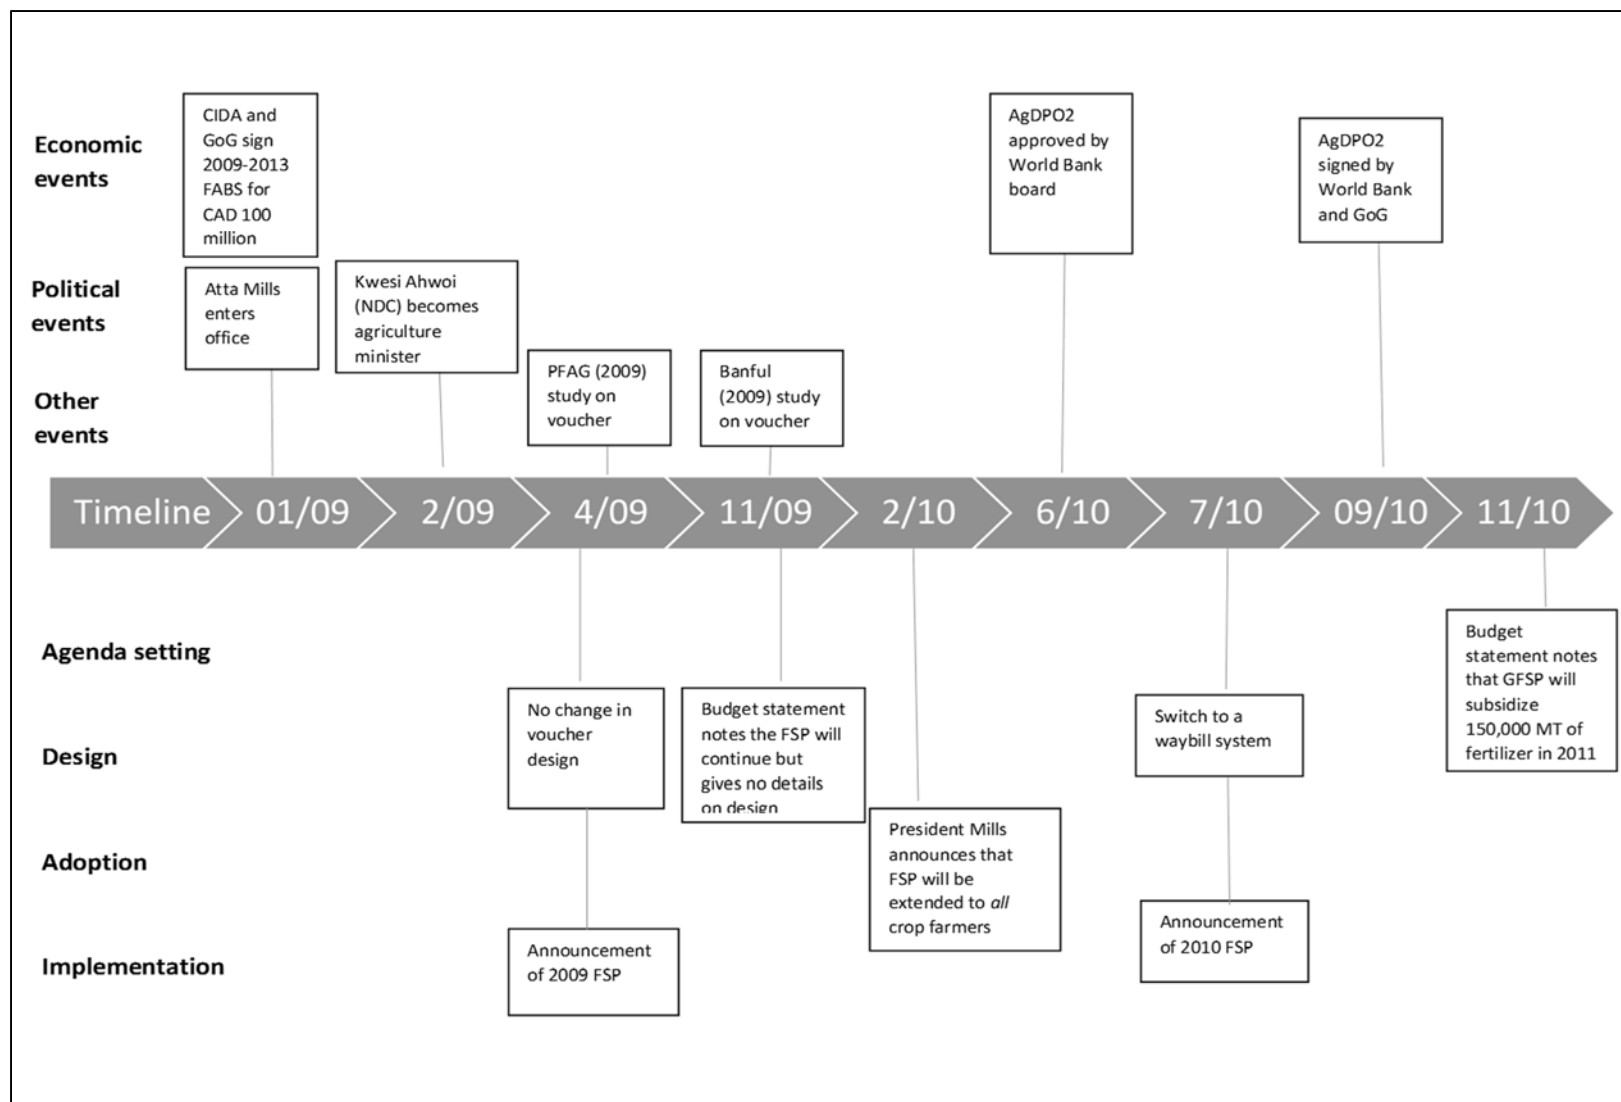 Economic
events
CIDA and
GoG sign
2009-2013
FABS for
CAD 100
million
AgDPO2
approved by
World Bank
board
AgDPO2
signed by
World Bank
and GoG
Political
events
Atta Mills
enters
office
Kwesi Ahwoi
(NDC) becomes
agriculture
minister
Other
events
PFAG (2009)
study on
voucher
Banful
(2009) study
on voucher
Timeline
01/09
2/09
4/09
11/09
2/10
6/10
7/10
09/10
11/10
Agenda setting
Budget
statement notes
that GFSP will
subsidize
150,000 MT of
fertilizer in 2011
Design
No change in
voucher
design
Budget statement
notes the FSP will
continue but
gives no details
on design
Switch to a
waybill system
Adoption
President Mills
announces that
FSP will be
extended to all
crop farmers
Implementation
Announcement
of 2009 FSP
Announcement
of 2010 FSP